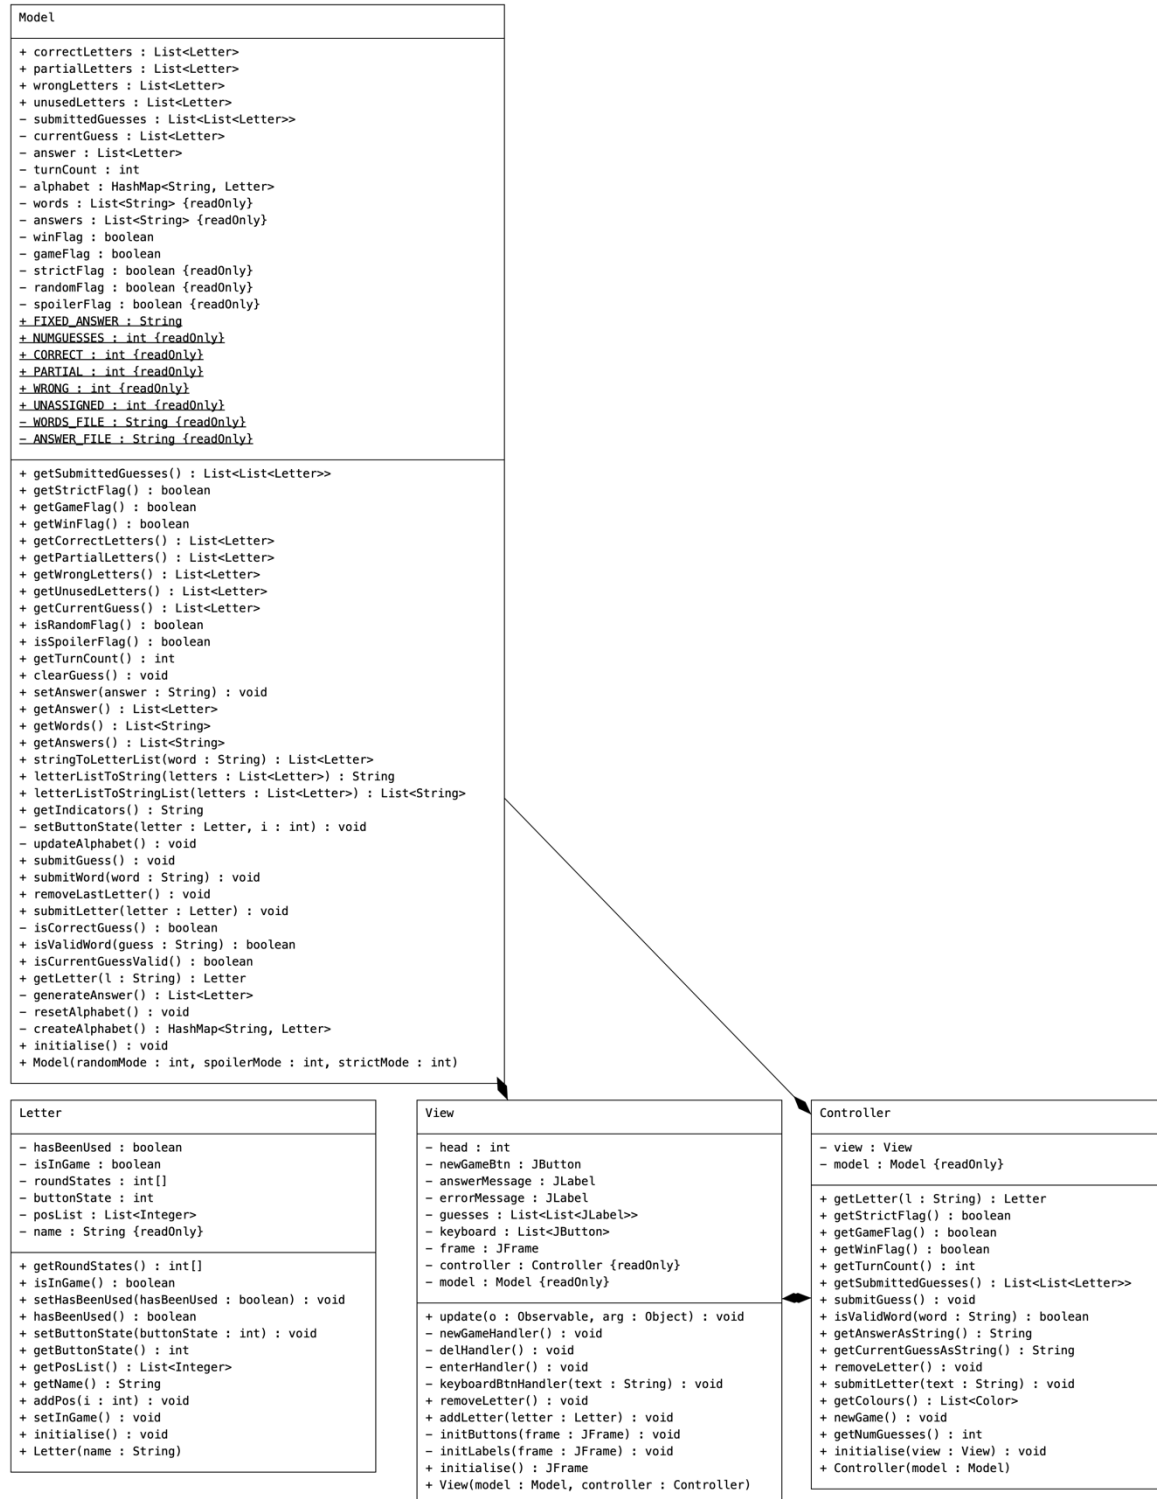 Model
+ correctLetters : List<Letter>
+ partialLetters : List<Letter>
+ wrongLetters : List<Letter>
+ unusedLetters : List<Letter>
− submittedGuesses : List<List<Letter>>
− currentGuess : List<Letter>
− answer : List<Letter>
− turnCount : int
− alphabet : HashMap<String, Letter>
− words : List<String> {readOnly}
− answers : List<String> {readOnly}
− winFlag : boolean
− gameFlag : boolean
− strictFlag : boolean {readOnly}
− randomFlag : boolean {readOnly}
− spoilerFlag : boolean {readOnly}
+ FIXED_ANSWER : String
+ NUMGUESSES : int {readOnly}
+ CORRECT : int {readOnly}
+ PARTIAL : int {readOnly}
+ WRONG : int {readOnly}
+ UNASSIGNED : int {readOnly}
− WORDS_FILE : String {readOnly}
− ANSWER_FILE : String {readOnly}
+ getSubmittedGuesses() : List<List<Letter>>
+ getStrictFlag() : boolean
+ getGameFlag() : boolean
+ getWinFlag() : boolean
+ getCorrectLetters() : List<Letter>
+ getPartialLetters() : List<Letter>
+ getWrongLetters() : List<Letter>
+ getUnusedLetters() : List<Letter>
+ getCurrentGuess() : List<Letter>
+ isRandomFlag() : boolean
+ isSpoilerFlag() : boolean
+ getTurnCount() : int
+ clearGuess() : void
+ setAnswer(answer : String) : void
+ getAnswer() : List<Letter>
+ getWords() : List<String>
+ getAnswers() : List<String>
+ stringToLetterList(word : String) : List<Letter>
+ letterListToString(letters : List<Letter>) : String
+ letterListToStringList(letters : List<Letter>) : List<String>
+ getIndicators() : String
− setButtonState(letter : Letter, i : int) : void
− updateAlphabet() : void
+ submitGuess() : void
+ submitWord(word : String) : void
+ removeLastLetter() : void
+ submitLetter(letter : Letter) : void
− isCorrectGuess() : boolean
+ isValidWord(guess : String) : boolean
+ isCurrentGuessValid() : boolean
+ getLetter(l : String) : Letter
− generateAnswer() : List<Letter>
− resetAlphabet() : void
− createAlphabet() : HashMap<String, Letter>
+ initialise() : void
+ Model(randomMode : int, spoilerMode : int, strictMode : int)
Letter
− hasBeenUsed : boolean
− isInGame : boolean
− roundStates : int[]
− buttonState : int
− posList : List<Integer>
− name : String {readOnly}
+ getRoundStates() : int[]
+ isInGame() : boolean
+ setHasBeenUsed(hasBeenUsed : boolean) : void
+ hasBeenUsed() : boolean
+ setButtonState(buttonState : int) : void
+ getButtonState() : int
+ getPosList() : List<Integer>
+ getName() : String
+ addPos(i : int) : void
+ setInGame() : void
+ initialise() : void
+ Letter(name : String)
View
− head : int
− newGameBtn : JButton
− answerMessage : JLabel
− errorMessage : JLabel
− guesses : List<List<JLabel>>
− keyboard : List<JButton>
− frame : JFrame
− controller : Controller {readOnly}
− model : Model {readOnly}
+ update(o : Observable, arg : Object) : void
− newGameHandler() : void
− delHandler() : void
− enterHandler() : void
− keyboardBtnHandler(text : String) : void
+ removeLetter() : void
+ addLetter(letter : Letter) : void
− initButtons(frame : JFrame) : void
− initLabels(frame : JFrame) : void
+ initialise() : JFrame
+ View(model : Model, controller : Controller)
Controller
− view : View
− model : Model {readOnly}
+ getLetter(l : String) : Letter
+ getStrictFlag() : boolean
+ getGameFlag() : boolean
+ getWinFlag() : boolean
+ getTurnCount() : int
+ getSubmittedGuesses() : List<List<Letter>>
+ submitGuess() : void
+ isValidWord(word : String) : boolean
+ getAnswerAsString() : String
+ getCurrentGuessAsString() : String
+ removeLetter() : void
+ submitLetter(text : String) : void
+ getColours() : List<Color>
+ newGame() : void
+ getNumGuesses() : int
+ initialise(view : View) : void
+ Controller(model : Model)